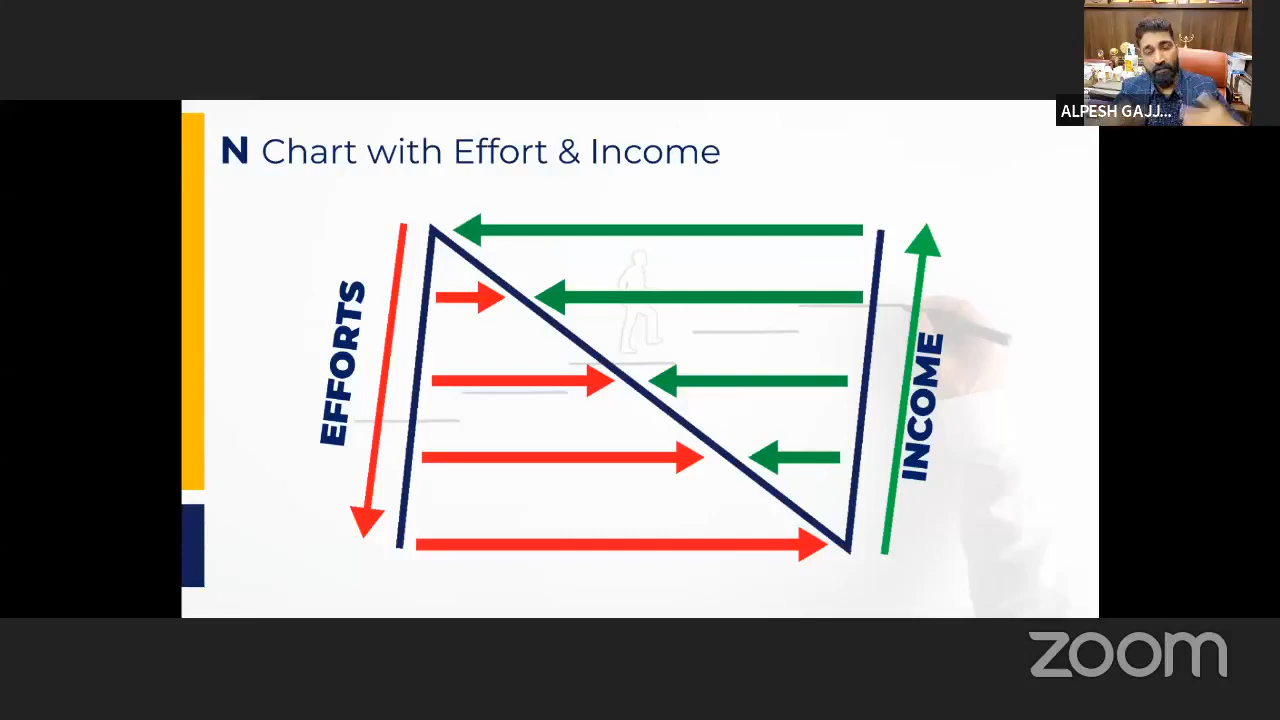 ALPESH GAJJ...
N Chart with Effort & Income
EFFORTS
INCOME
zoom